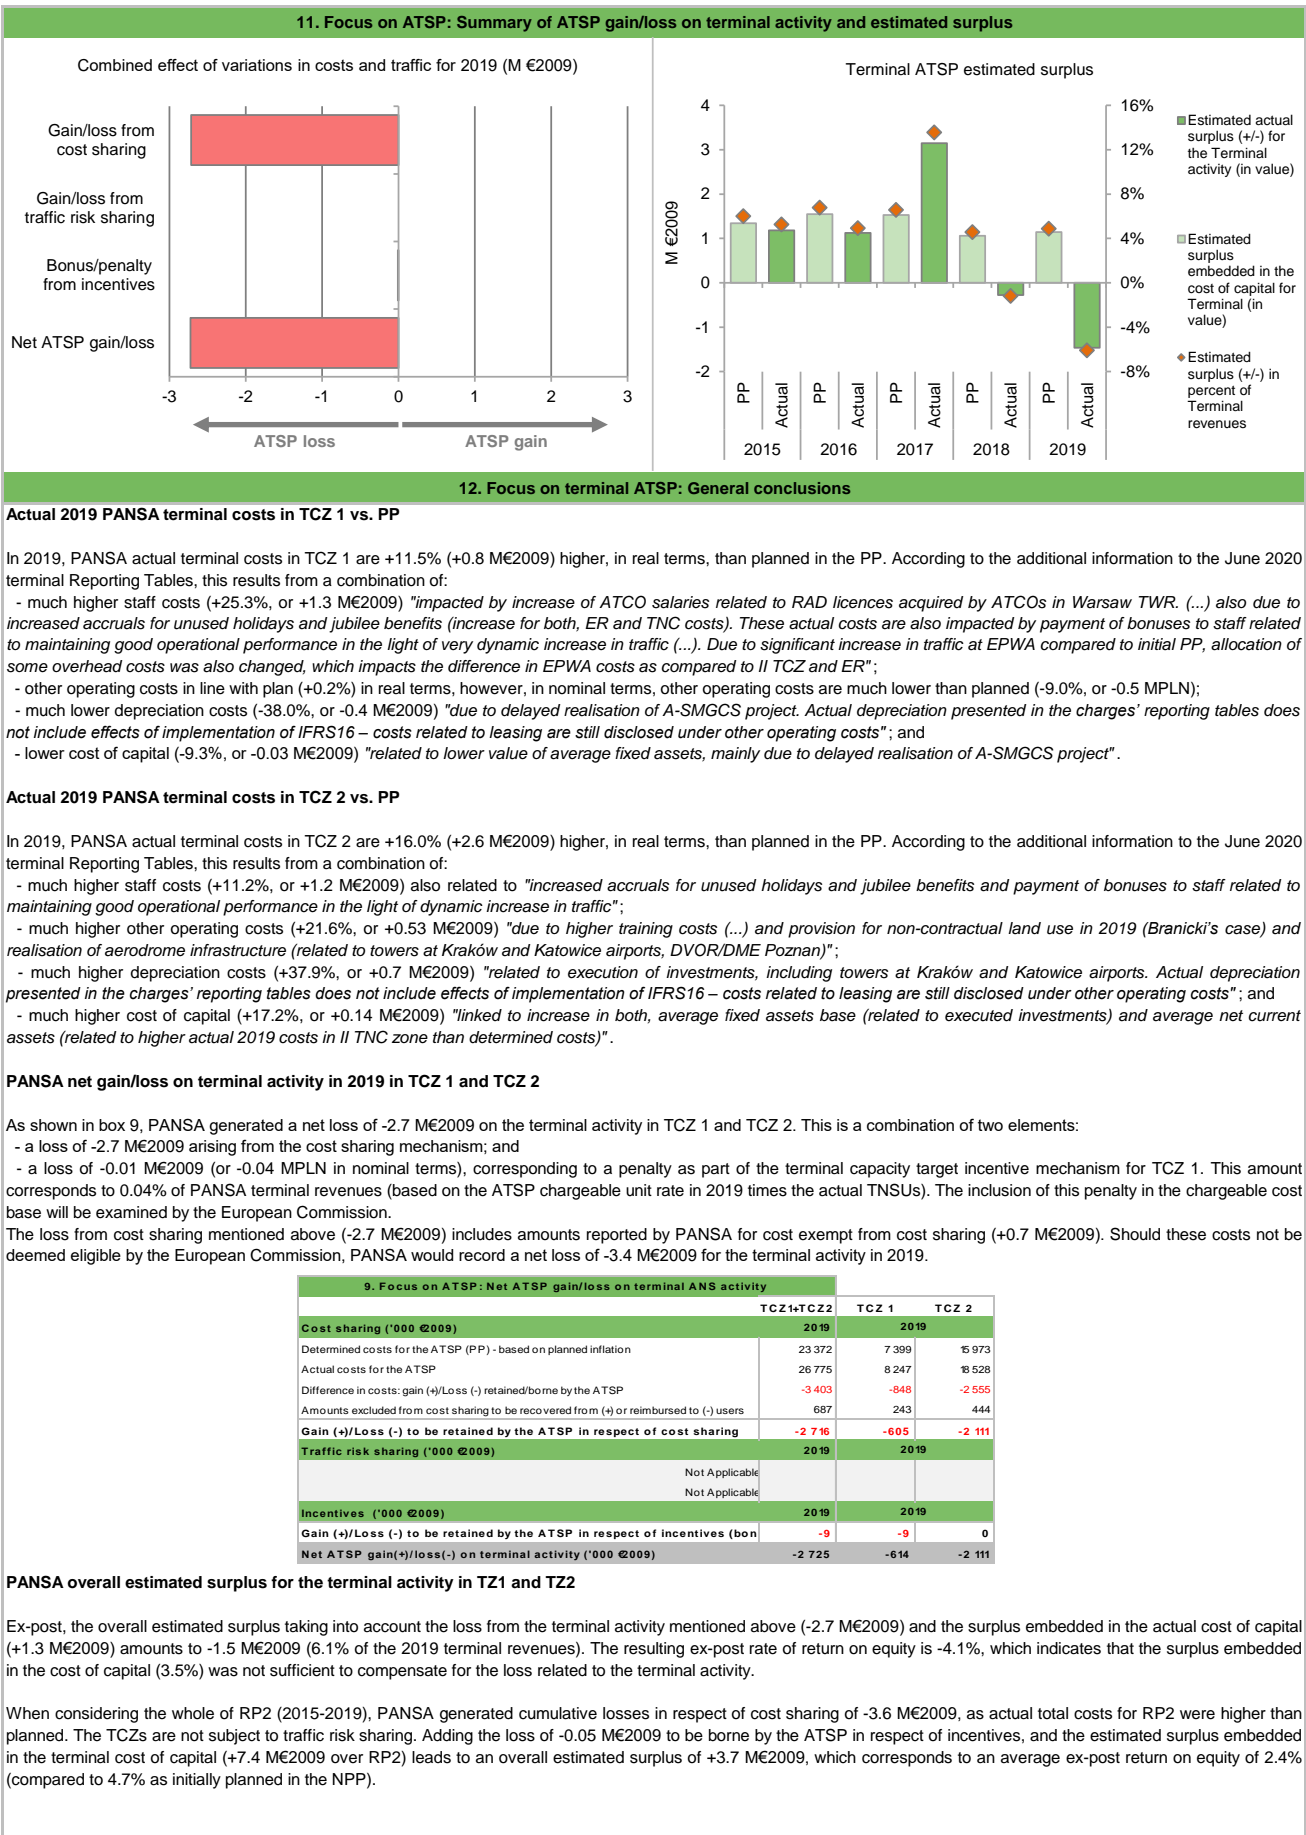 11. Focus on ATSP: Summary of ATSP gain/loss on terminal activity and estimated surplus
Combined effect of variations in costs and traffic for 2019 (M €2009)
Gain/loss from
cost sharing
Gain/loss from
traffic risk sharing
Bonus/penalty
from incentives
Net ATSP gain/loss
-3 -2 -1 0 1 2 3
ATSP loss ATSP gain
Terminal ATSP estimated surplus
M €2009
4
3
2
1
0
-1
-2
16%
12%
8%
4%
0%
-4%
-8%
PP Actual PP Actual PP Actual PP Actual PP Actual
2015 2016 2017 2018 2019
Estimated actual
surplus (+/-) for
the Terminal
activity (in value)
Estimated
surplus
embedded in the
cost of capital for
Terminal (in
value)
Estimated
surplus (+/-) in
percent of
Terminal
revenues
12. Focus on terminal ATSP: General conclusions
Actual 2019 PANSA terminal costs in TCZ 1 vs. PP
In 2019, PANSA actual terminal costs in TCZ 1 are +11.5% (+0.8 M€2009) higher, in real terms, than planned in the PP. According to the additional information to the June 2020
terminal Reporting Tables, this results from a combination of:
- much higher staff costs (+25.3%, or +1.3 M€2009) "impacted by increase of ATCO salaries related to RAD licences acquired by ATCOs in Warsaw TWR. (...) also due to
increased accruals for unused holidays and jubilee benefits (increase for both, ER and TNC costs). These actual costs are also impacted by payment of bonuses to staff related
to maintaining good operational performance in the light of very dynamic increase in traffic (...). Due to significant increase in traffic at EPWA compared to initial PP, allocation of
some overhead costs was also changed, which impacts the difference in EPWA costs as compared to II TCZ and ER";
- other operating costs in line with plan (+0.2%) in real terms, however, in nominal terms, other operating costs are much lower than planned (-9.0%, or -0.5 MPLN);
- much lower depreciation costs (-38.0%, or -0.4 M€2009) "due to delayed realisation of A-SMGCS project. Actual depreciation presented in the charges' reporting tables does
not include effects of implementation of IFRS16 – costs related to leasing are still disclosed under other operating costs"; and
- lower cost of capital (-9.3%, or -0.03 M€2009) "related to lower value of average fixed assets, mainly due to delayed realisation of A-SMGCS project".
Actual 2019 PANSA terminal costs in TCZ 2 vs. PP
In 2019, PANSA actual terminal costs in TCZ 2 are +16.0% (+2.6 M€2009) higher, in real terms, than planned in the PP. According to the additional information to the June 2020
terminal Reporting Tables, this results from a combination of:
- much higher staff costs (+11.2%, or +1.2 M€2009) also related to "increased accruals for unused holidays and jubilee benefits and payment of bonuses to staff related to
maintaining good operational performance in the light of dynamic increase in traffic";
- much higher other operating costs (+21.6%, or +0.53 M€2009) "due to higher training costs (...) and provision for non-contractual land use in 2019 (Branicki's case) and
realisation of aerodrome infrastructure (related to towers at Kraków and Katowice airports, DVOR/DME Poznan)";
- much higher depreciation costs (+37.9%, or +0.7 M€2009) "related to execution of investments, including towers at Kraków and Katowice airports. Actual depreciation
presented in the charges' reporting tables does not include effects of implementation of IFRS16 – costs related to leasing are still disclosed under other operating costs"; and
- much higher cost of capital (+17.2%, or +0.14 M€2009) "linked to increase in both, average fixed assets base (related to executed investments) and average net current
assets (related to higher actual 2019 costs in II TNC zone than determined costs)".
PANSA net gain/loss on terminal activity in 2019 in TCZ 1 and TCZ 2
As shown in box 9, PANSA generated a net loss of -2.7 M€2009 on the terminal activity in TCZ 1 and TCZ 2. This is a combination of two elements:
- a loss of -2.7 M€2009 arising from the cost sharing mechanism; and
- a loss of -0.01 M€2009 (or -0.04 MPLN in nominal terms), corresponding to a penalty as part of the terminal capacity target incentive mechanism for TCZ 1. This amount
corresponds to 0.04% of PANSA terminal revenues (based on the ATSP chargeable unit rate in 2019 times the actual TNSUs). The inclusion of this penalty in the chargeable cost
base will be examined by the European Commission.
The loss from cost sharing mentioned above (-2.7 M€2009) includes amounts reported by PANSA for cost exempt from cost sharing (+0.7 M€2009). Should these costs not be
deemed eligible by the European Commission, PANSA would record a net loss of -3.4 M€2009 for the terminal activity in 2019.
9. Focus on ATSP: Net ATSP gain/loss on terminal ANS activity
TCZ1+TCZ2 TCZ 1 TCZ 2
Cost sharing ('000 €2009) 2019 2019
Determined costs for the ATSP (PP) - based on planned inflation 23 372 7 399 15 973
Actual costs for the ATSP 26 775 8 247 18 528
Difference in costs: gain (+)/Loss (-) retained/borne by the ATSP -3 403 -848 -2 555
Amounts excluded from cost sharing to be recovered from (+) or reimbursed to (-) users 687 243 444
Gain (+)/Loss (-) to be retained by the ATSP in respect of cost sharing -2 716 -605 -2 111
Traffic risk sharing ('000 €2009) 2019 2019
Not Applicable
Not Applicable
Incentives ('000 €2009) 2019 2019
Gain (+)/Loss (-) to be retained by the ATSP in respect of incentives (bon -9 -9 0
Net ATSP gain(+)/loss(-) on terminal activity ('000 €2009) -2 725 -614 -2 111
PANSA overall estimated surplus for the terminal activity in TZ1 and TZ2
Ex-post, the overall estimated surplus taking into account the loss from the terminal activity mentioned above (-2.7 M€2009) and the surplus embedded in the actual cost of capital
(+1.3 M€2009) amounts to -1.5 M€2009 (6.1% of the 2019 terminal revenues). The resulting ex-post rate of return on equity is -4.1%, which indicates that the surplus embedded
in the cost of capital (3.5%) was not sufficient to compensate for the loss related to the terminal activity.
When considering the whole of RP2 (2015-2019), PANSA generated cumulative losses in respect of cost sharing of -3.6 M€2009, as actual total costs for RP2 were higher than
planned. The TCZs are not subject to traffic risk sharing. Adding the loss of -0.05 M€2009 to be borne by the ATSP in respect of incentives, and the estimated surplus embedded
in the terminal cost of capital (+7.4 M€2009 over RP2) leads to an overall estimated surplus of +3.7 M€2009, which corresponds to an average ex-post return on equity of 2.4%
(compared to 4.7% as initially planned in the NPP).